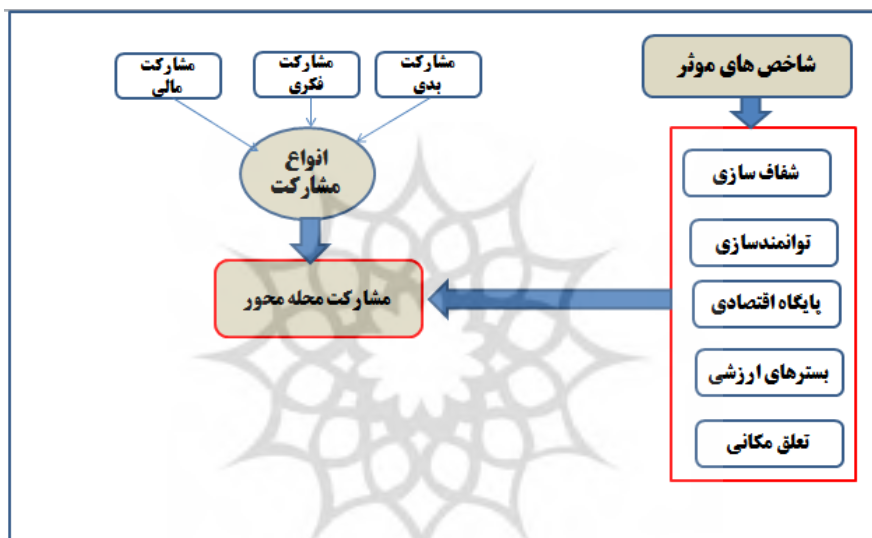 شاخص های موثر
شفاف سازی
توانمندسازی
پایگاه اقتصادی
بسترهای ارزشی
تعلق مکانی
مشارکت
بدی
مشارکت
فکری
مشارکت
مالی
انواع
مشارکت
مشارکت محله محور